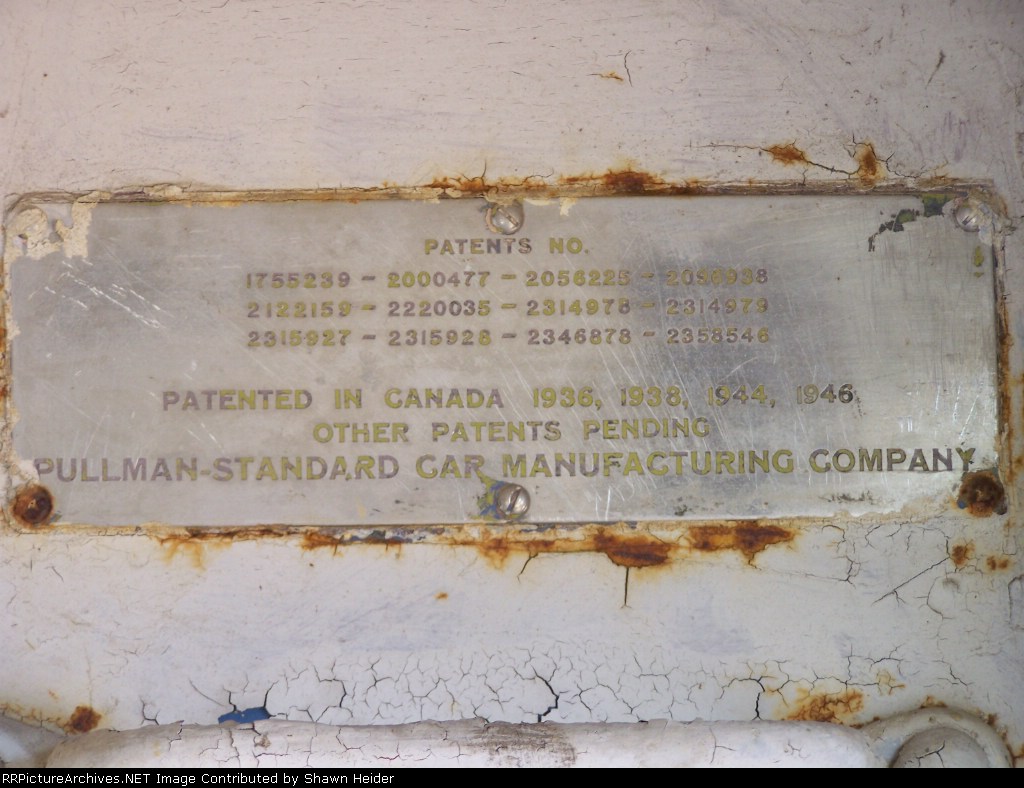 PATENTS NO.
1755239 - 2000477 - 2056225 - 2056938
2122159 - 2220035 - 2314978 - 2314979
2315927 - 2315928 - 2346878 - 2358546
PATENTED IN CANADA 1936, 1938, 1944, 1946.
OTHER PATENTS PENDING
PULLMAN-STANDARD CAR MANUFACTURING COMPANY
RRPictureArchives.NET Image Contributed by Shawn Heider